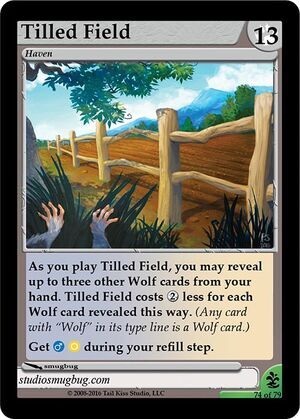 Tilled Field 13
Haven
As you play Tilled Field, you may reveal
up to three other Wolf cards from your
hand. Tilled Field costs 2 less for each
Wolf card revealed this way. (Any card
with “Wolf” in its type line is a Wolf card.)
Get ♂ during your refill step.
smugbug
studiosmugbug.com
74 of 79
© 2008-2016 Tail Kiss Studio, LLC